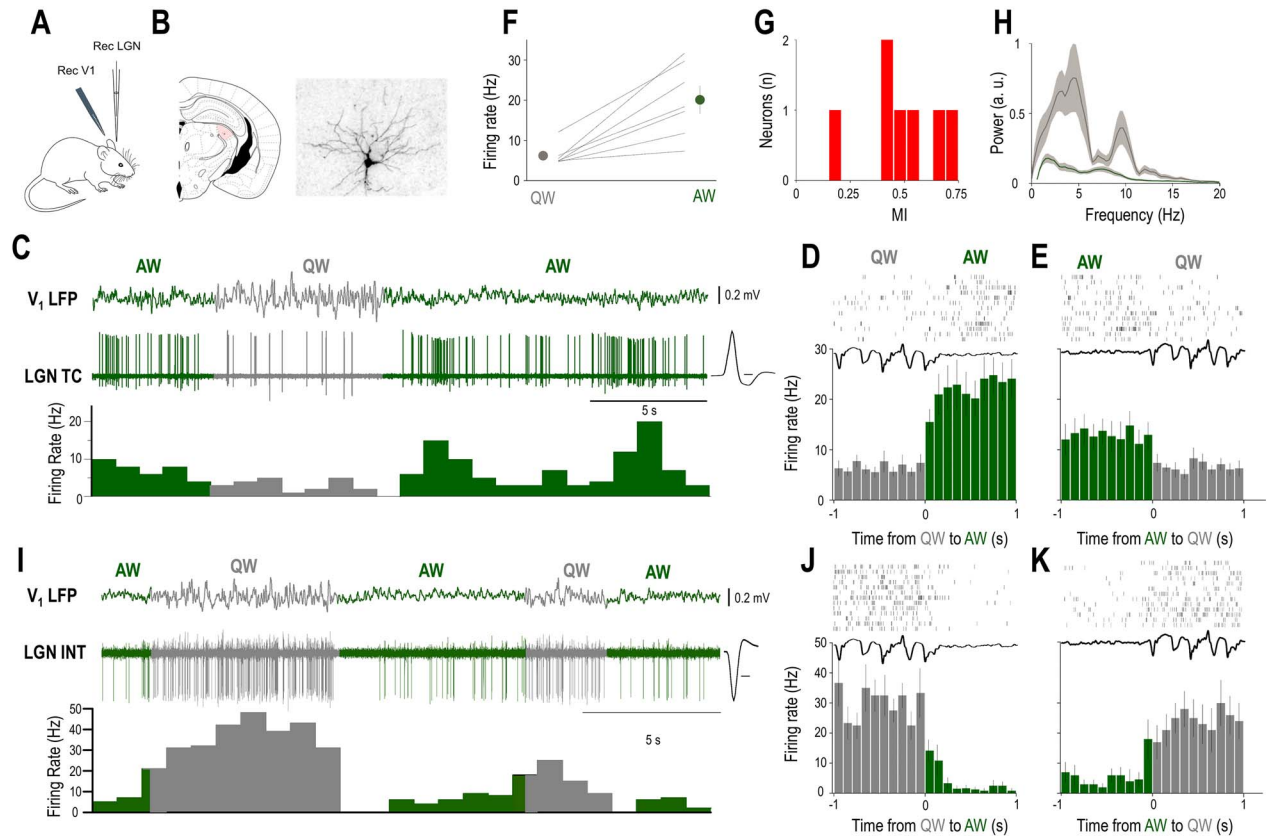 A
B
F
G
H
Rec LGN
Rec V1
Firing rate (Hz)
30
20
10
0
QW
AW
Neurons (n)
2
1
0
0
0.25
0.5
0.75
MI
Power (a. u.)
1
0.5
0
0
5
10
15
20
Frequency (Hz)
C
AW
QW
AW
V1 LFP
0.2 mV
LGN TC
5 s
Firing Rate (Hz)
20
10
0
D
QW
AW
Firing rate (Hz)
30
20
10
0
-1
0
1
Time from QW to AW (s)
E
AW
QW
-1
0
1
Time from AW to QW (s)
I
AW
QW
AW
QW
AW
V1 LFP
0.2 mV
LGN INT
5 s
Firing Rate (Hz)
50
40
30
20
10
0
J
Firing rate (Hz)
50
40
30
20
10
0
-1
0
1
Time from QW to AW (s)
K
-1
0
1
Time from AW to QW (s)